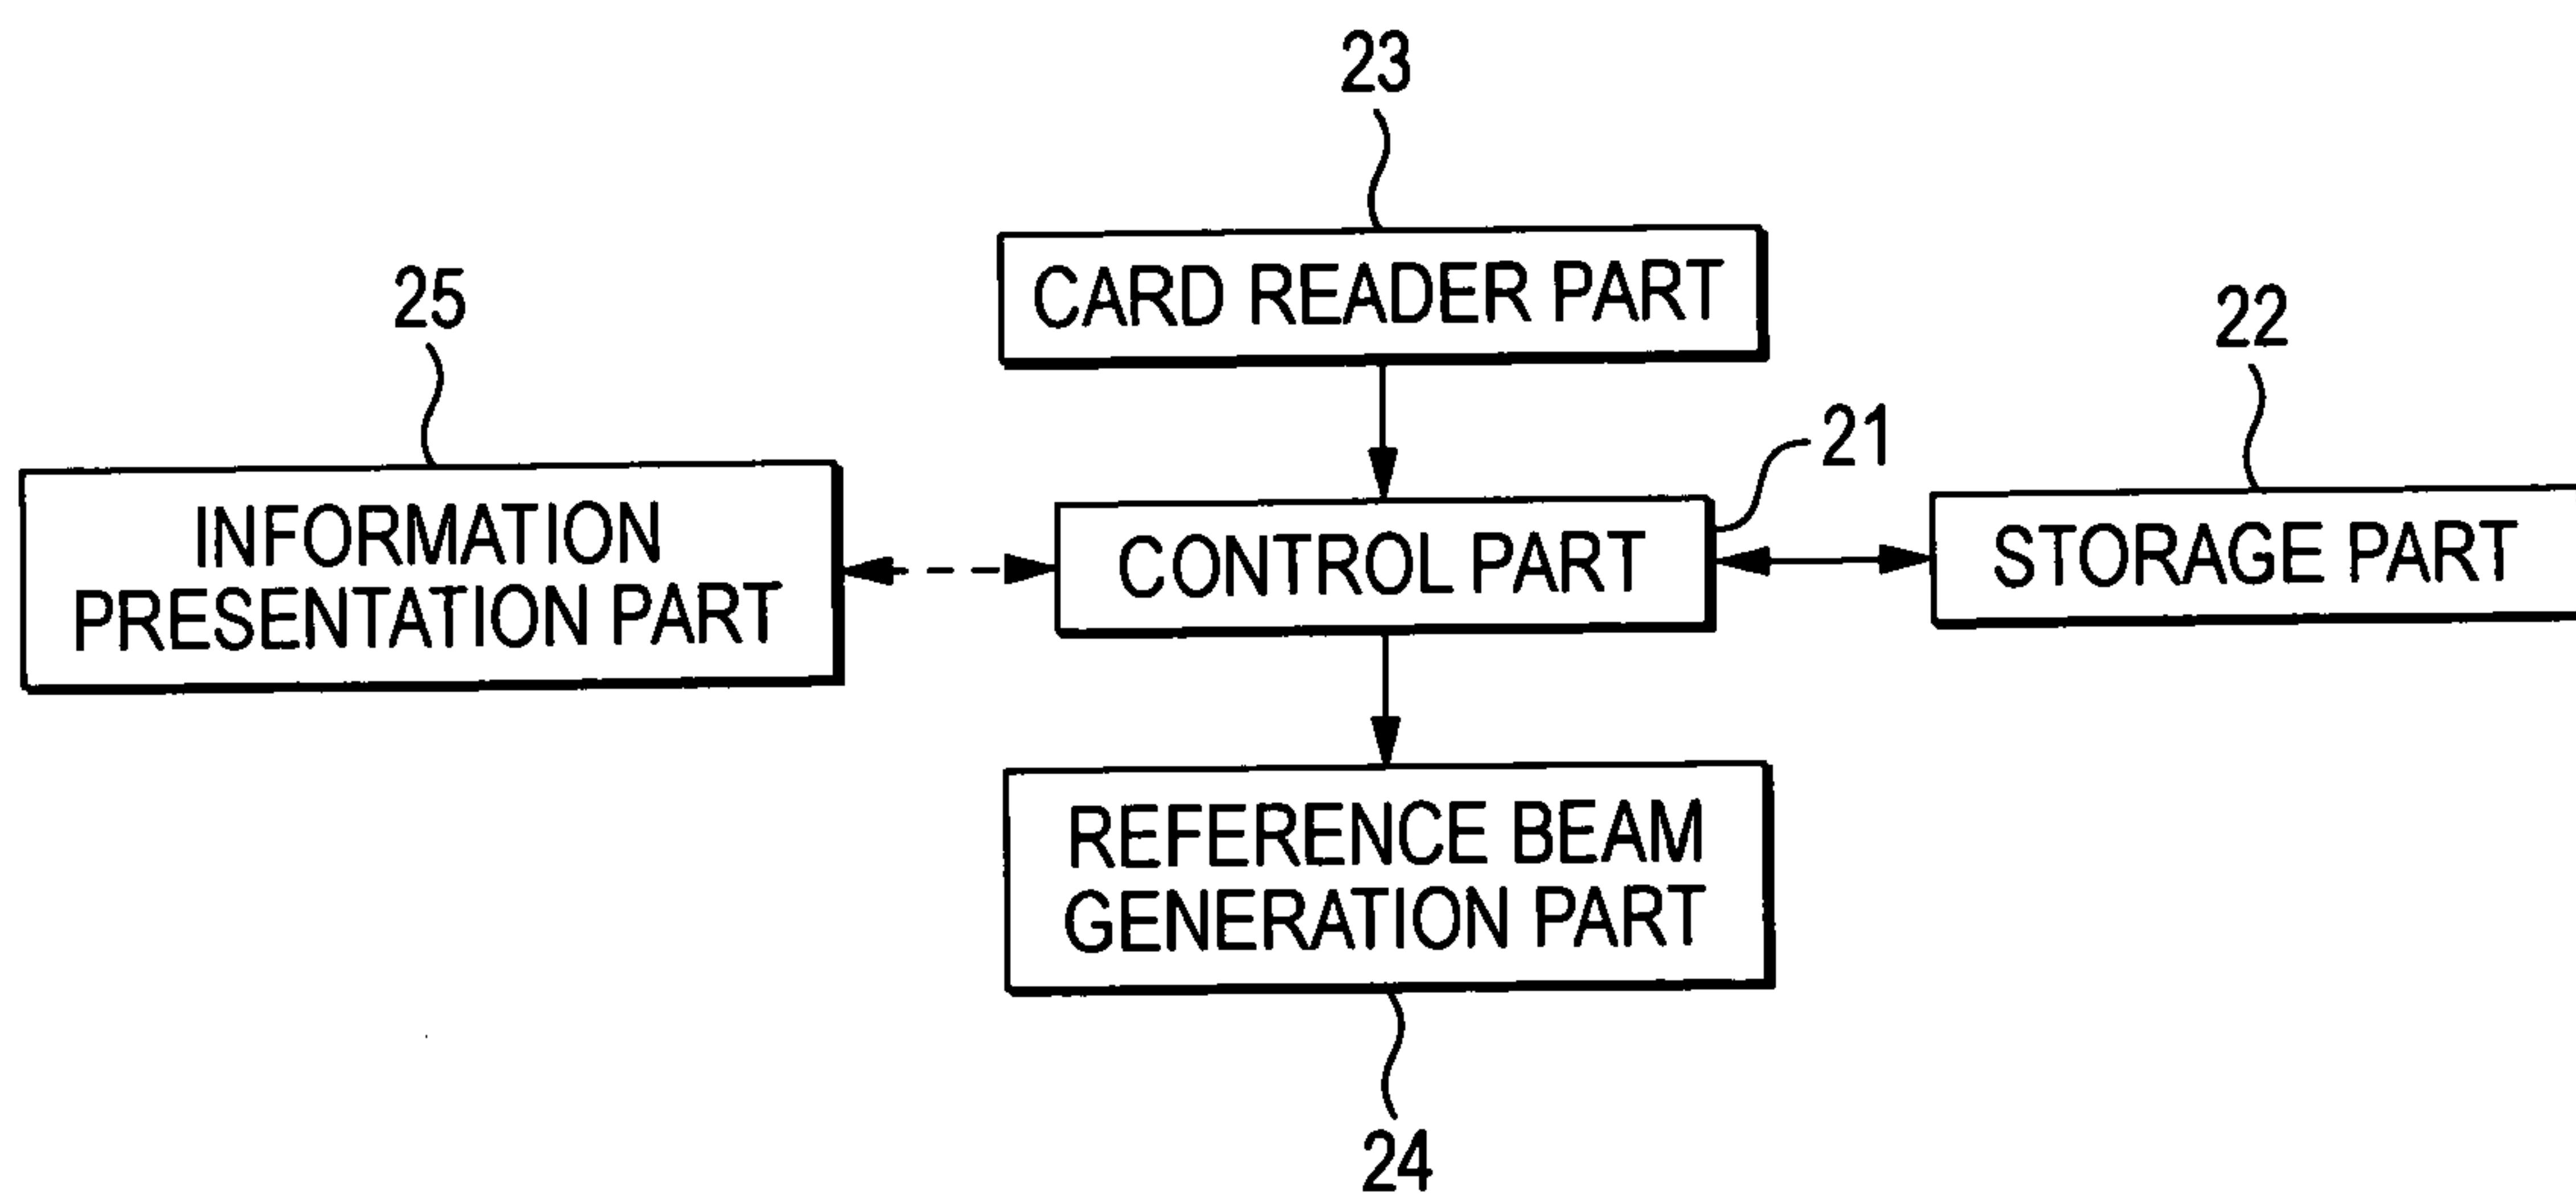 23
CARD READER PART
25
22
21
INFORMATION
PRESENTATION PART
CONTROL PART
STORAGE PART
REFERENCE BEAM
GENERATION PART
24